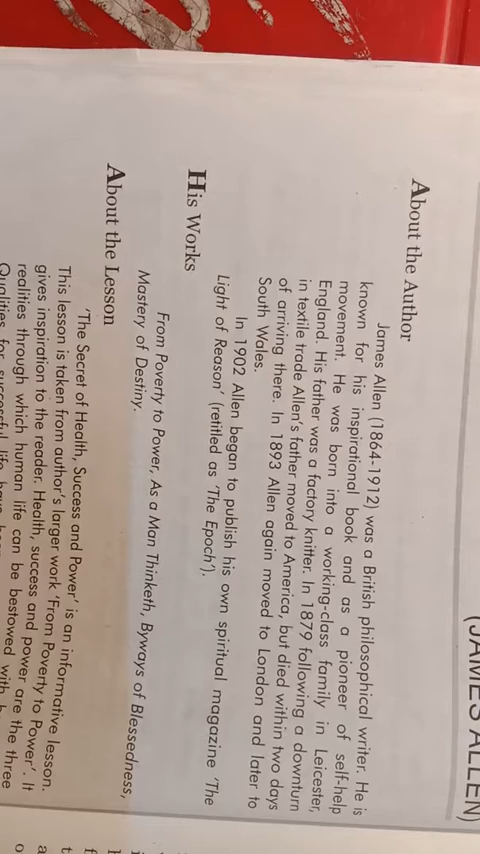 (JAMES ALLEN)
About the Author
James Allen (1864-1912) was a British philosophical writer. He is
known for his inspirational book and as a pioneer of self-help
movement. He was born into a working-class family in Leicester,
England. His father was a factory knitter. In 1879 following a downturn
in textile trade Allen's father moved to America, but died within two days
of arriving there. In 1893 Allen again moved to London and later to
South Wales.
In 1902 Allen began to publish his own spiritual magazine 'The
Light of Reason' (retitled as 'The Epoch').
His Works
From Poverty to Power, As a Man Thinketh, Byways of Blessedness,
Mastery of Destiny.
About the Lesson
'The Secret of Health, Success and Power' is an informative lesson.
This lesson is taken from author's larger work 'From Poverty to Power'. It
gives inspiration to the reader. Health, success and power are the three
realities through which human life can be bestowed with
Qualities for successful life have